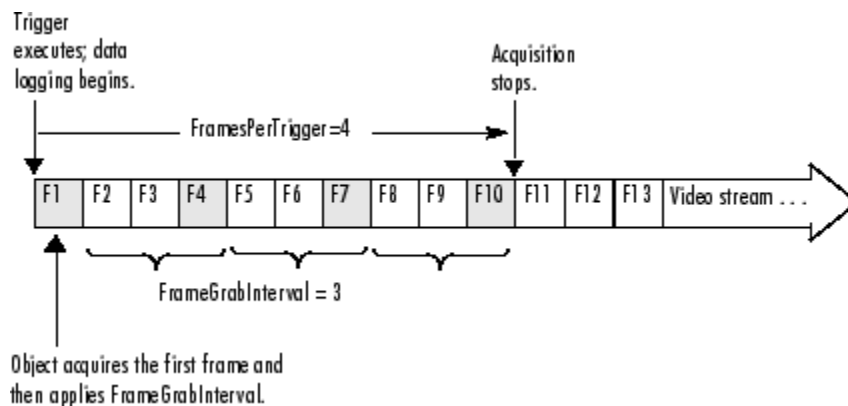 Trigger
executes; data
logging begins.
Acquisition
stops.
FramesPerTrigger=4
F1 F2 F3 F4 F5 F6 F7 F8 F9 F10 F11 F12 F13 Video stream . . .
FrameGrabInterval = 3
Object acquires the first frame and
then applies FrameGrabInterval.